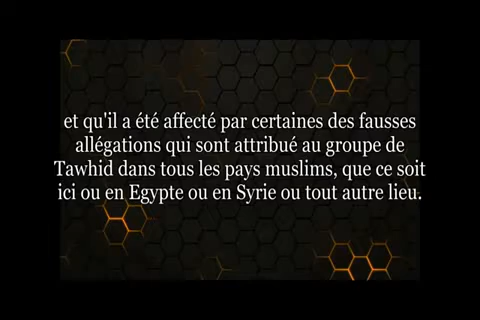 et qu'il a été affecté par certaines des fausses
allégations qui sont attribué au groupe de
Tawhid dans tous les pays muslims, que ce soit
ici ou en Egypte ou en Syrie ou tout autre lieu.